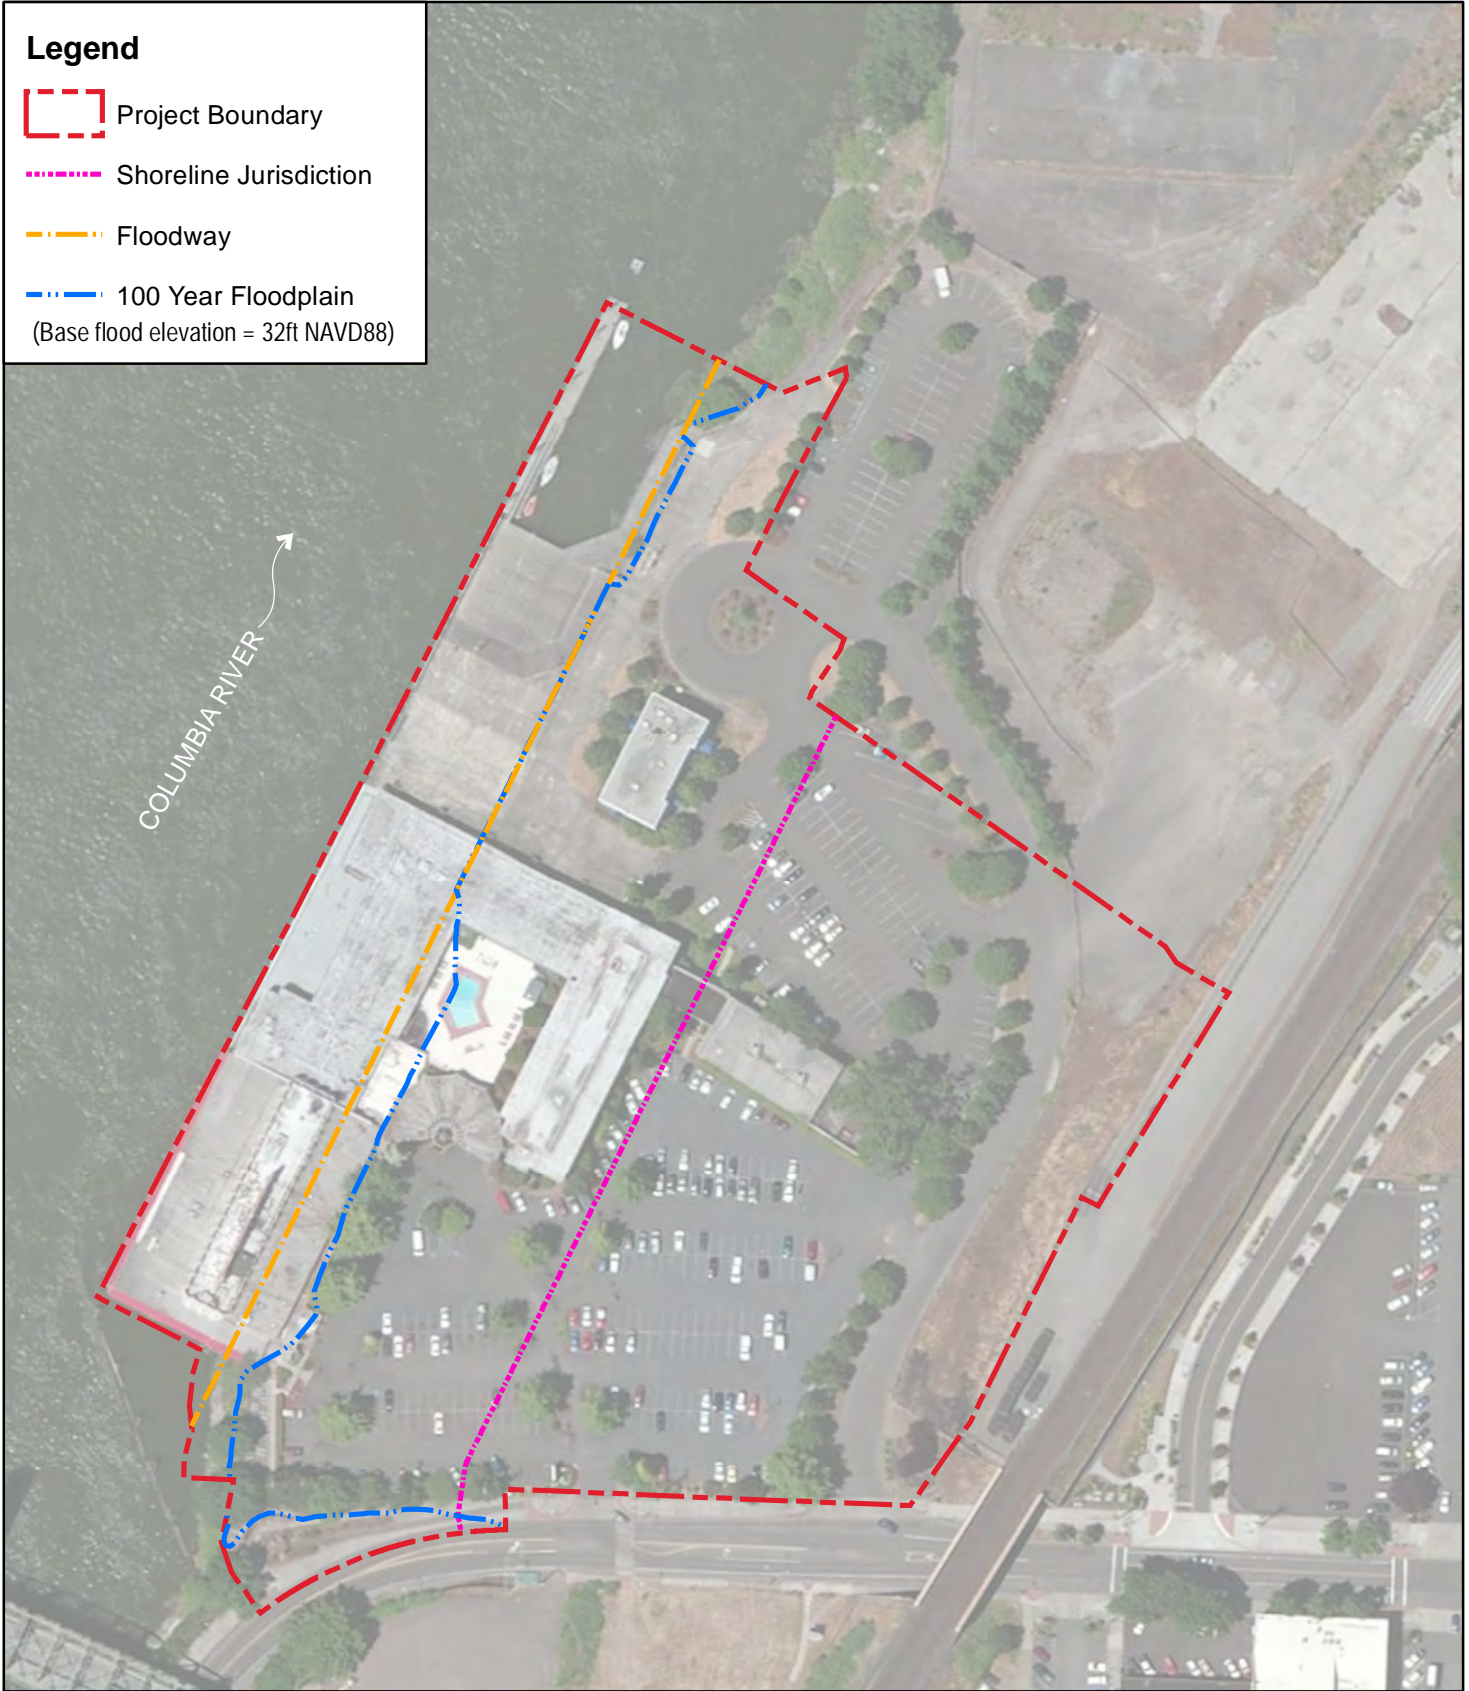 Legend
Project Boundary
Shoreline Jurisdiction
Floodway
100 Year Floodplain
(Base flood elevation = 32ft NAVD88)
COLUMBIA RIVER